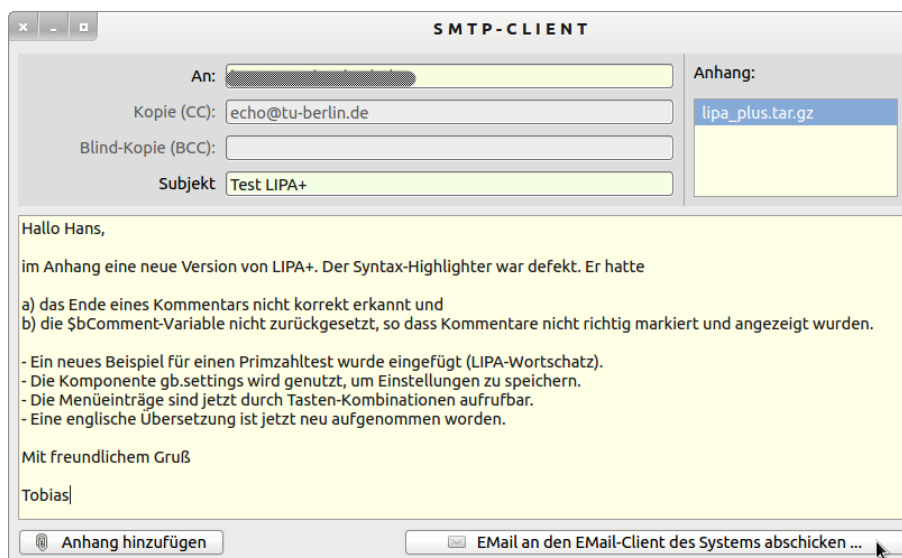 SMTP-CLIENT
An:
Anhang:
Kopie (CC): echo@tu-berlin.de
lipa_plus.tar.gz
Blind-Kopie (BCC):
Subjekt Test LIPA+
Hallo Hans,
im Anhang eine neue Version von LIPA+. Der Syntax-Highlighter war defekt. Er hatte
a) das Ende eines Kommentars nicht korrekt erkannt und
b) die $bComment-Variable nicht zurückgesetzt, so dass Kommentare nicht richtig markiert und angezeigt wurden.
- Ein neues Beispiel für einen Primzahltest wurde eingefügt (LIPA-Wortschatz).
- Die Komponente gb.settings wird genutzt, um Einstellungen zu speichern.
- Die Menüeinträge sind jetzt durch Tasten-Kombinationen aufrufbar.
- Eine englische Übersetzung ist jetzt neu aufgenommen worden.
Mit freundlichem Gruß
Tobias
Anhang hinzufügen
EMail an den EMail-Client des Systems abschicken ...